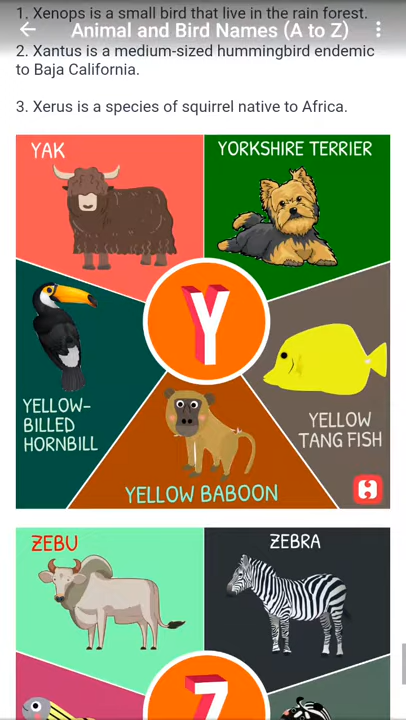 1. Xenops is a small bird that live in the rain forest.
Animal and Bird Names (A to Z)
2. Xantus is a medium-sized hummingbird endemic
to Baja California.
3. Xerus is a species of squirrel native to Africa.
YAK
YORKSHIRE TERRIER
Y
YELLOW-
BILLED
HORNBILL
YELLOW
TANG FISH
YELLOW BABOON
ZEBU
ZEBRA
Z